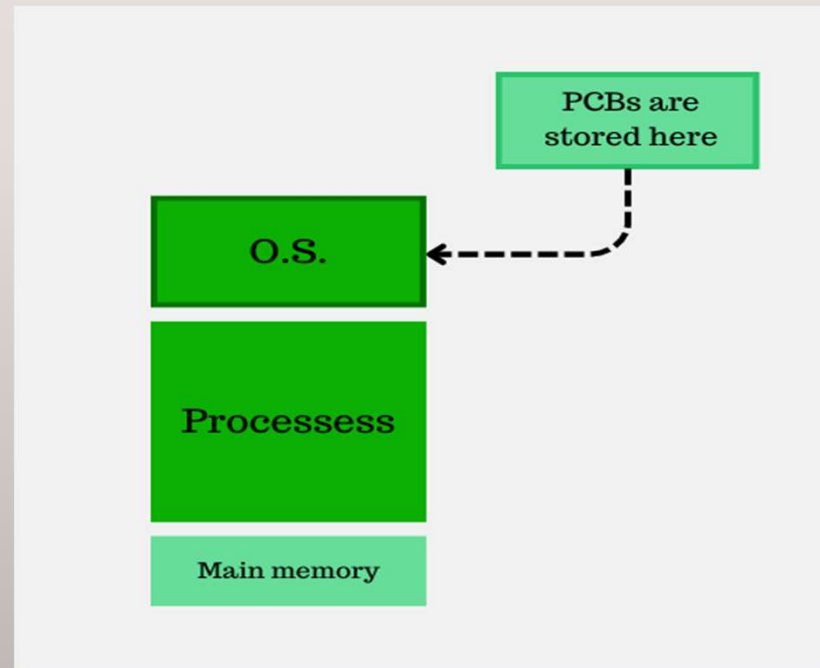 PCBs are
stored here
O.S.
Processess
Main memory